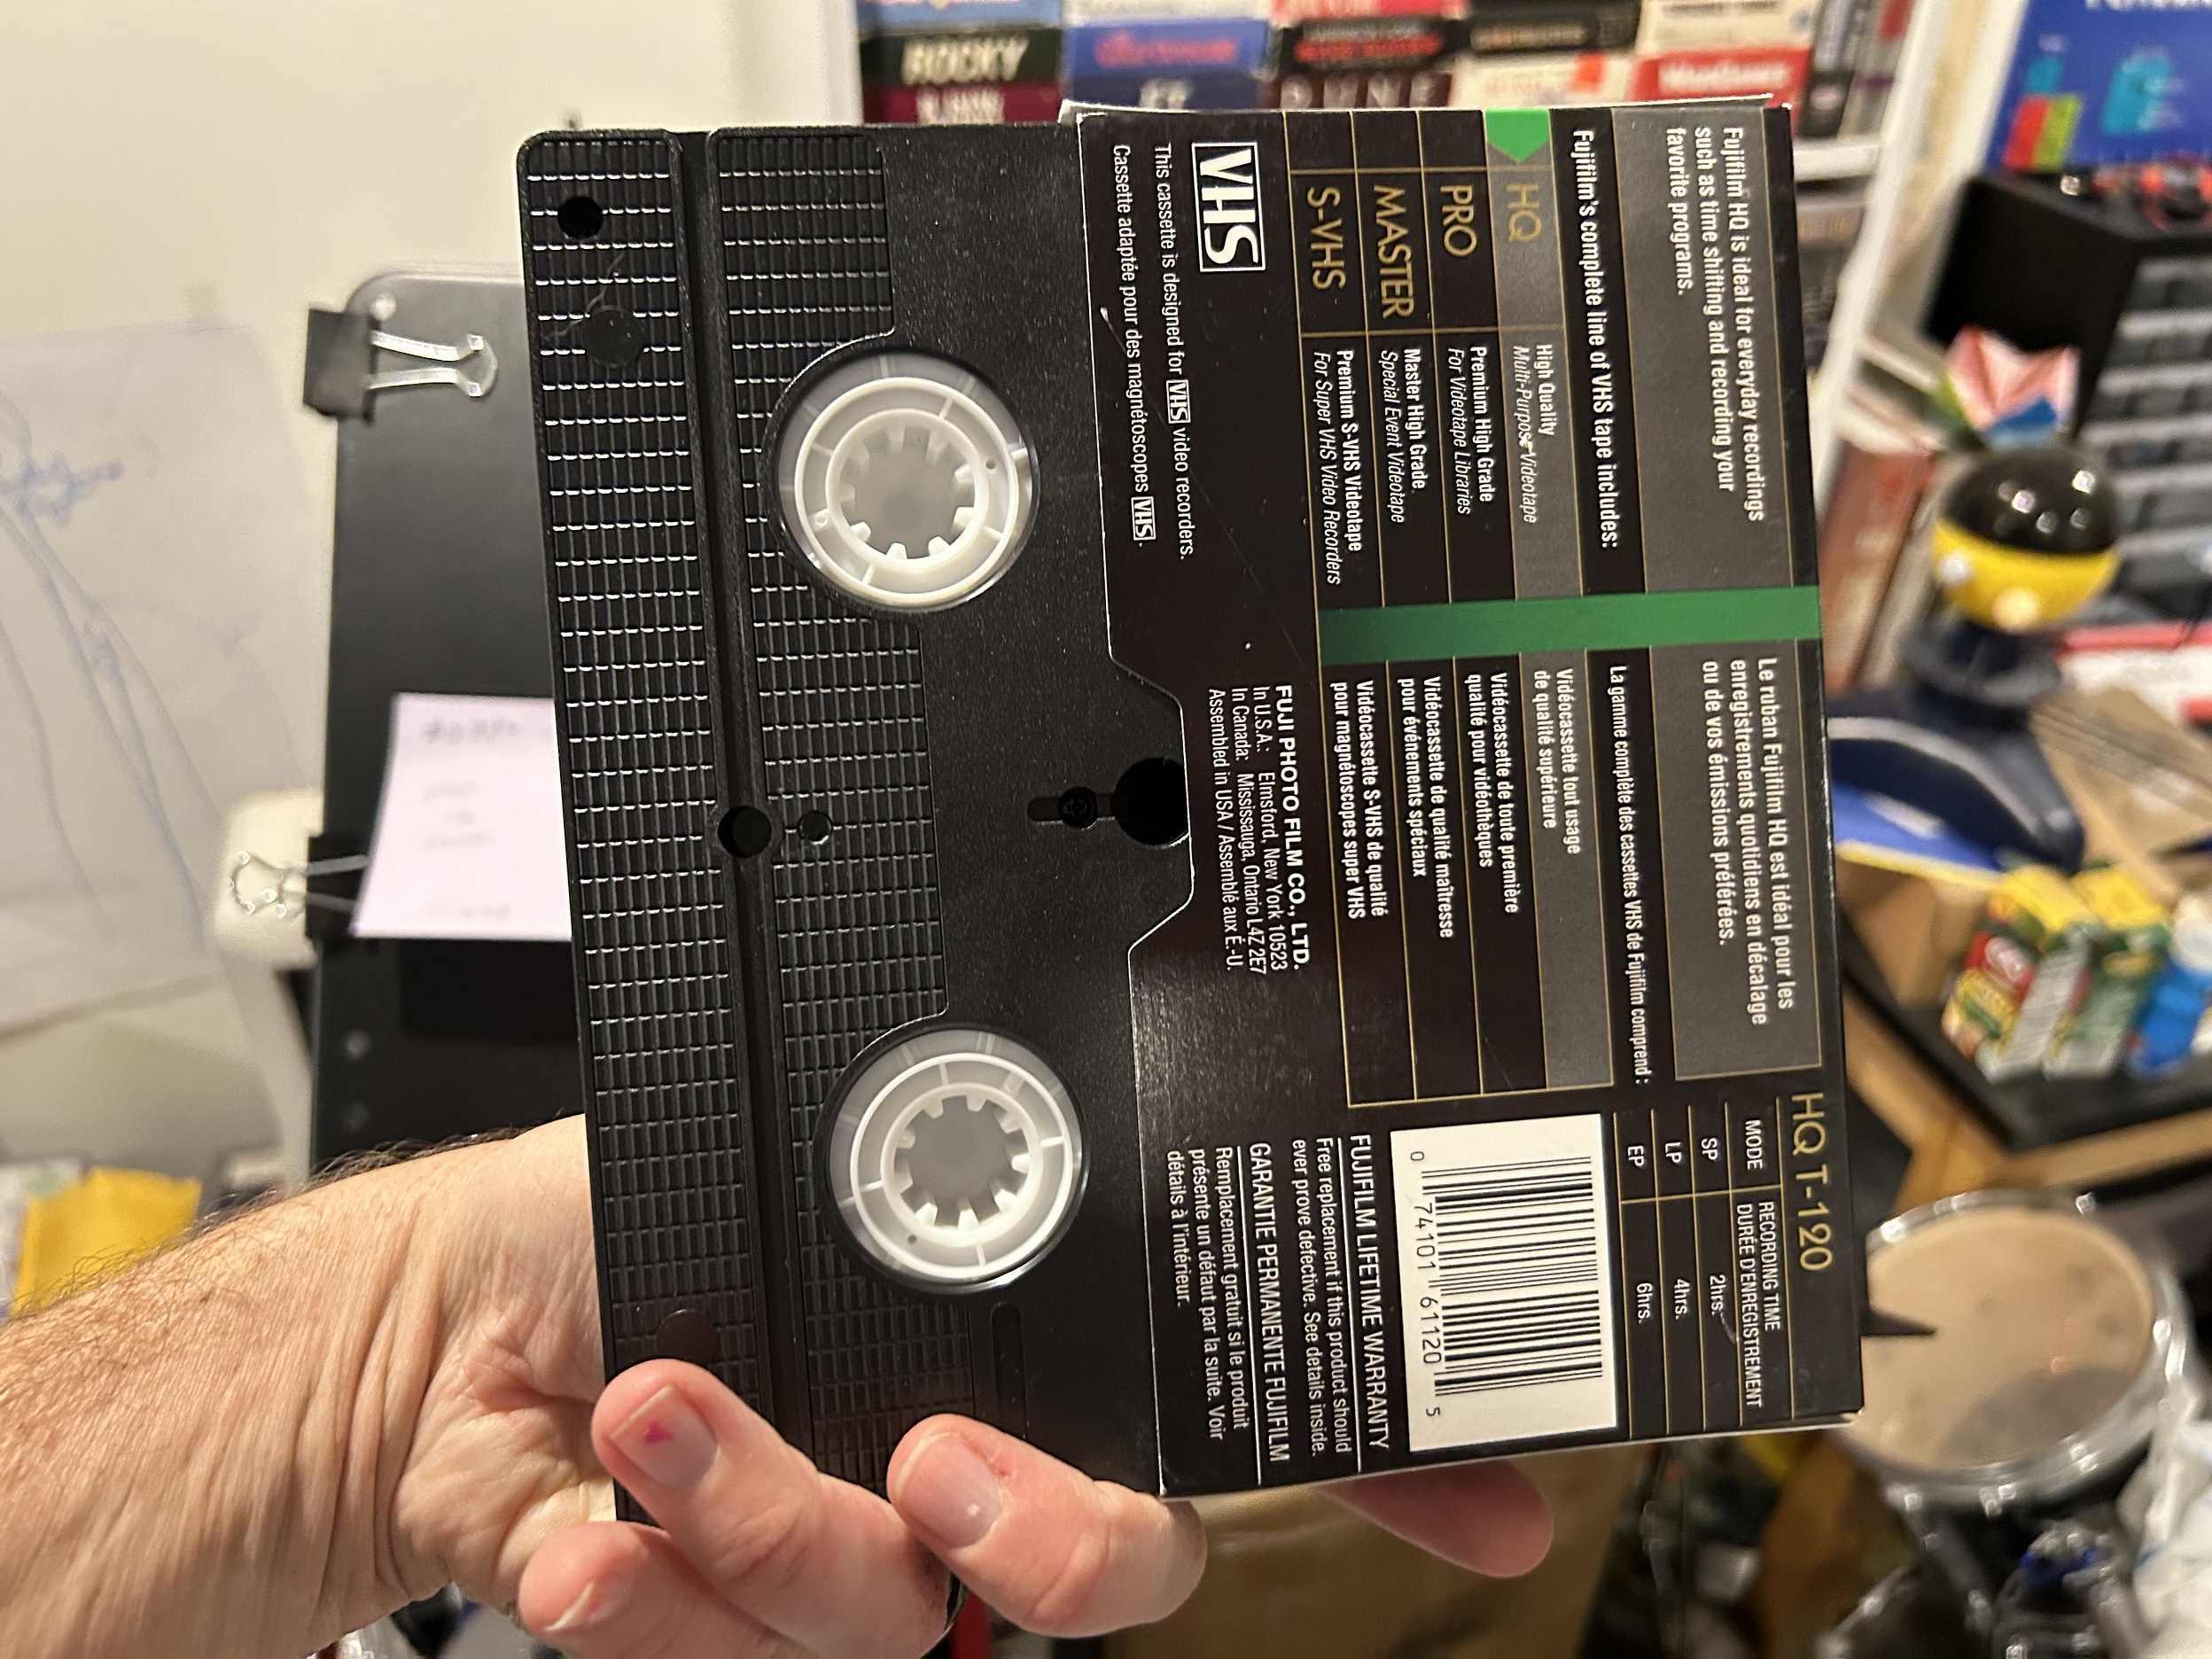 HQ T-120
Fujifilm HQ is ideal for everyday recordings
such as time shifting and recording your
favorite programs.
Le ruban Fujifilm HQ est idéal pour les
enregistrements quotidiens en décalage
ou de vos émissions préférées.
MODE
RECORDING TIME
DURÉE D'ENREGISTREMENT
SP 2hrs.
LP 4hrs.
EP 6hrs.
Fujifilm's complete line of VHS tape includes:
La gamme complète des cassettes VHS de Fujifilm comprend :
HQ
High Quality
Multi-Purpose Videotape
Vidéocassette tout usage
de qualité supérieure
PRO
Premium High Grade
For Videotape Libraries
Vidéocassette de toute première
qualité pour vidéothèques
MASTER
Master High Grade
Special Event Videotape
Vidéocassette de qualité maîtresse
pour événements spéciaux
S-VHS
Premium S-VHS Videotape
For Super VHS Video Recorders
Vidéocassette S-VHS de qualité
pour magnétoscopes super VHS
0 74101 61120 5
VHS
This cassette is designed for VHS video recorders.
Cassette adaptée pour des magnétoscopes VHS.
FUJI PHOTO FILM CO., LTD.
In U.S.A.: Elmsford, New York 10523
In Canada: Mississauga, Ontario L4Z 2E7
Assembled in USA / Assemblé aux É.-U.
FUJIFILM LIFETIME WARRANTY
Free replacement if this product should
ever prove defective. See details inside.
GARANTIE PERMANENTE FUJIFILM
Remplacement gratuit si le produit
présente un défaut par la suite. Voir
détails à l'intérieur.
ROCKY
DUNE